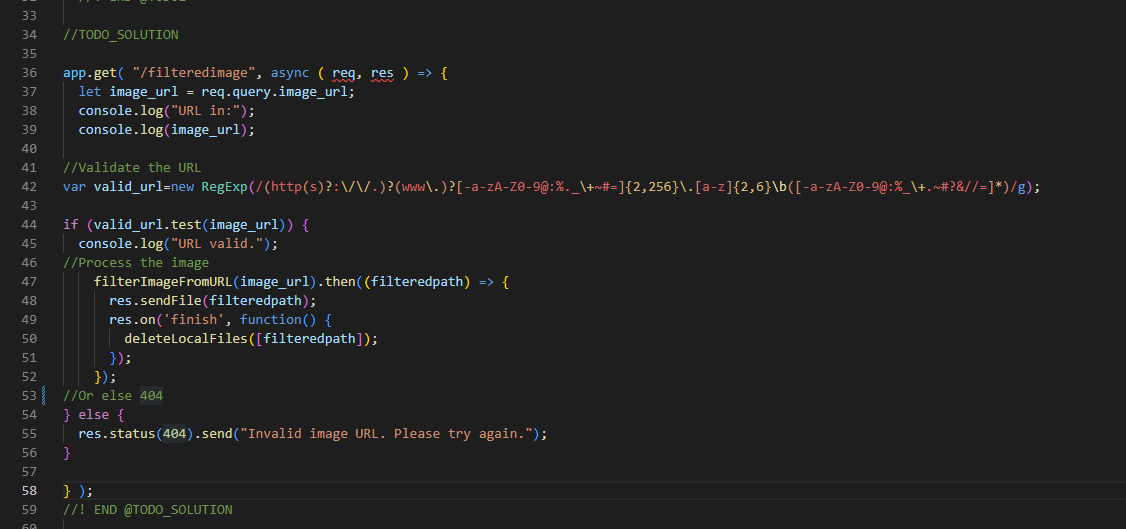 33
34 //TODO_SOLUTION
35
36 app.get( "/filteredimage", async ( req, res ) => {
37 let image_url = req.query.image_url;
38 console.log("URL in:");
39 console.log(image_url);
40
41 //Validate the URL
42 var valid_url=new RegExp(/(http(s)?:\/\/.)?(www\.)?[-a-zA-Z0-9@:%._\+~#=]{2,256}\.[a-z]{2,6}\b([-a-zA-Z0-9@:%_\+.~#?&//=]*)/g);
43
44 if (valid_url.test(image_url)) {
45 console.log("URL valid.");
46 //Process the image
47 filterImageFromURL(image_url).then((filteredpath) => {
48 res.sendFile(filteredpath);
49 res.on('finish', function() {
50 deleteLocalFiles([filteredpath]);
51 });
52 });
53 //Or else 404
54 } else {
55 res.status(404).send("Invalid image URL. Please try again.");
56 }
57
58 } );
59 //! END @TODO_SOLUTION